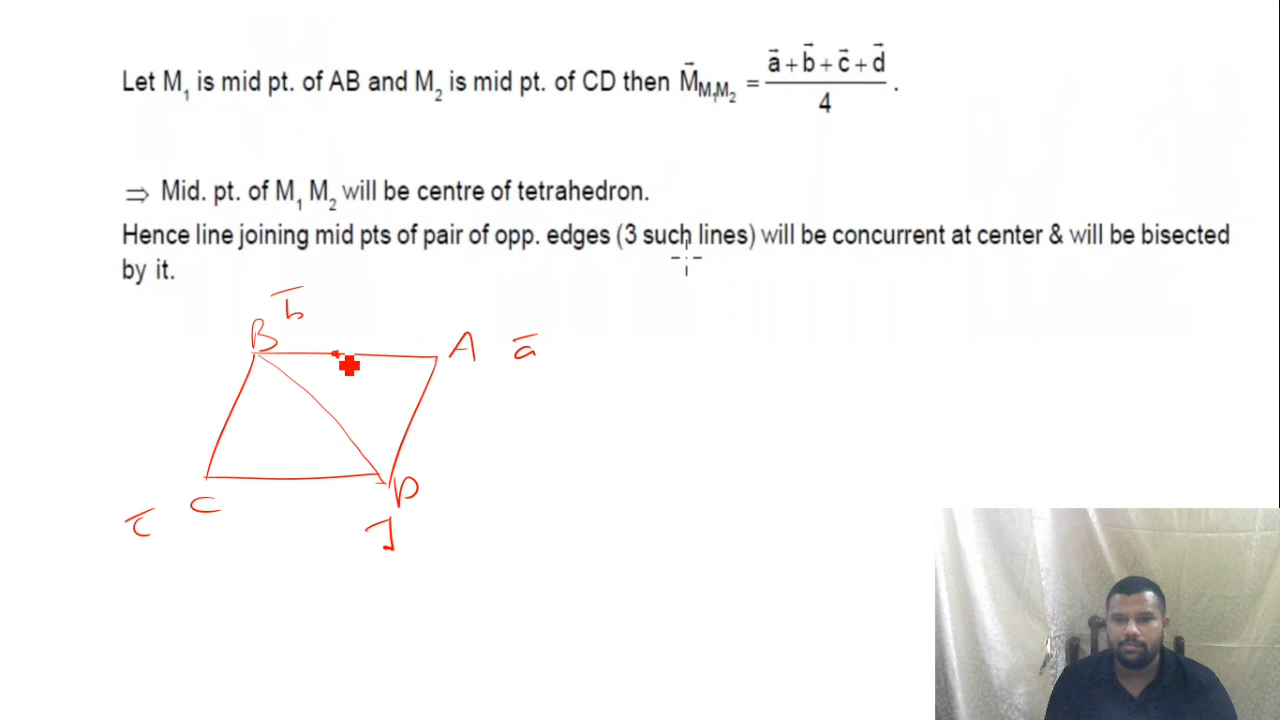 Let M₁ is mid pt. of AB and M₂ is mid pt. of CD then M⃗_M₁M₂ = (a⃗ + b⃗ + c⃗ + d⃗)/4 .
⇒ Mid. pt. of M₁ M₂ will be centre of tetrahedron.
Hence line joining mid pts of pair of opp. edges (3 such lines) will be concurrent at center & will be bisected
by it.
b̅
B A a̅
C D
c̅ d̅